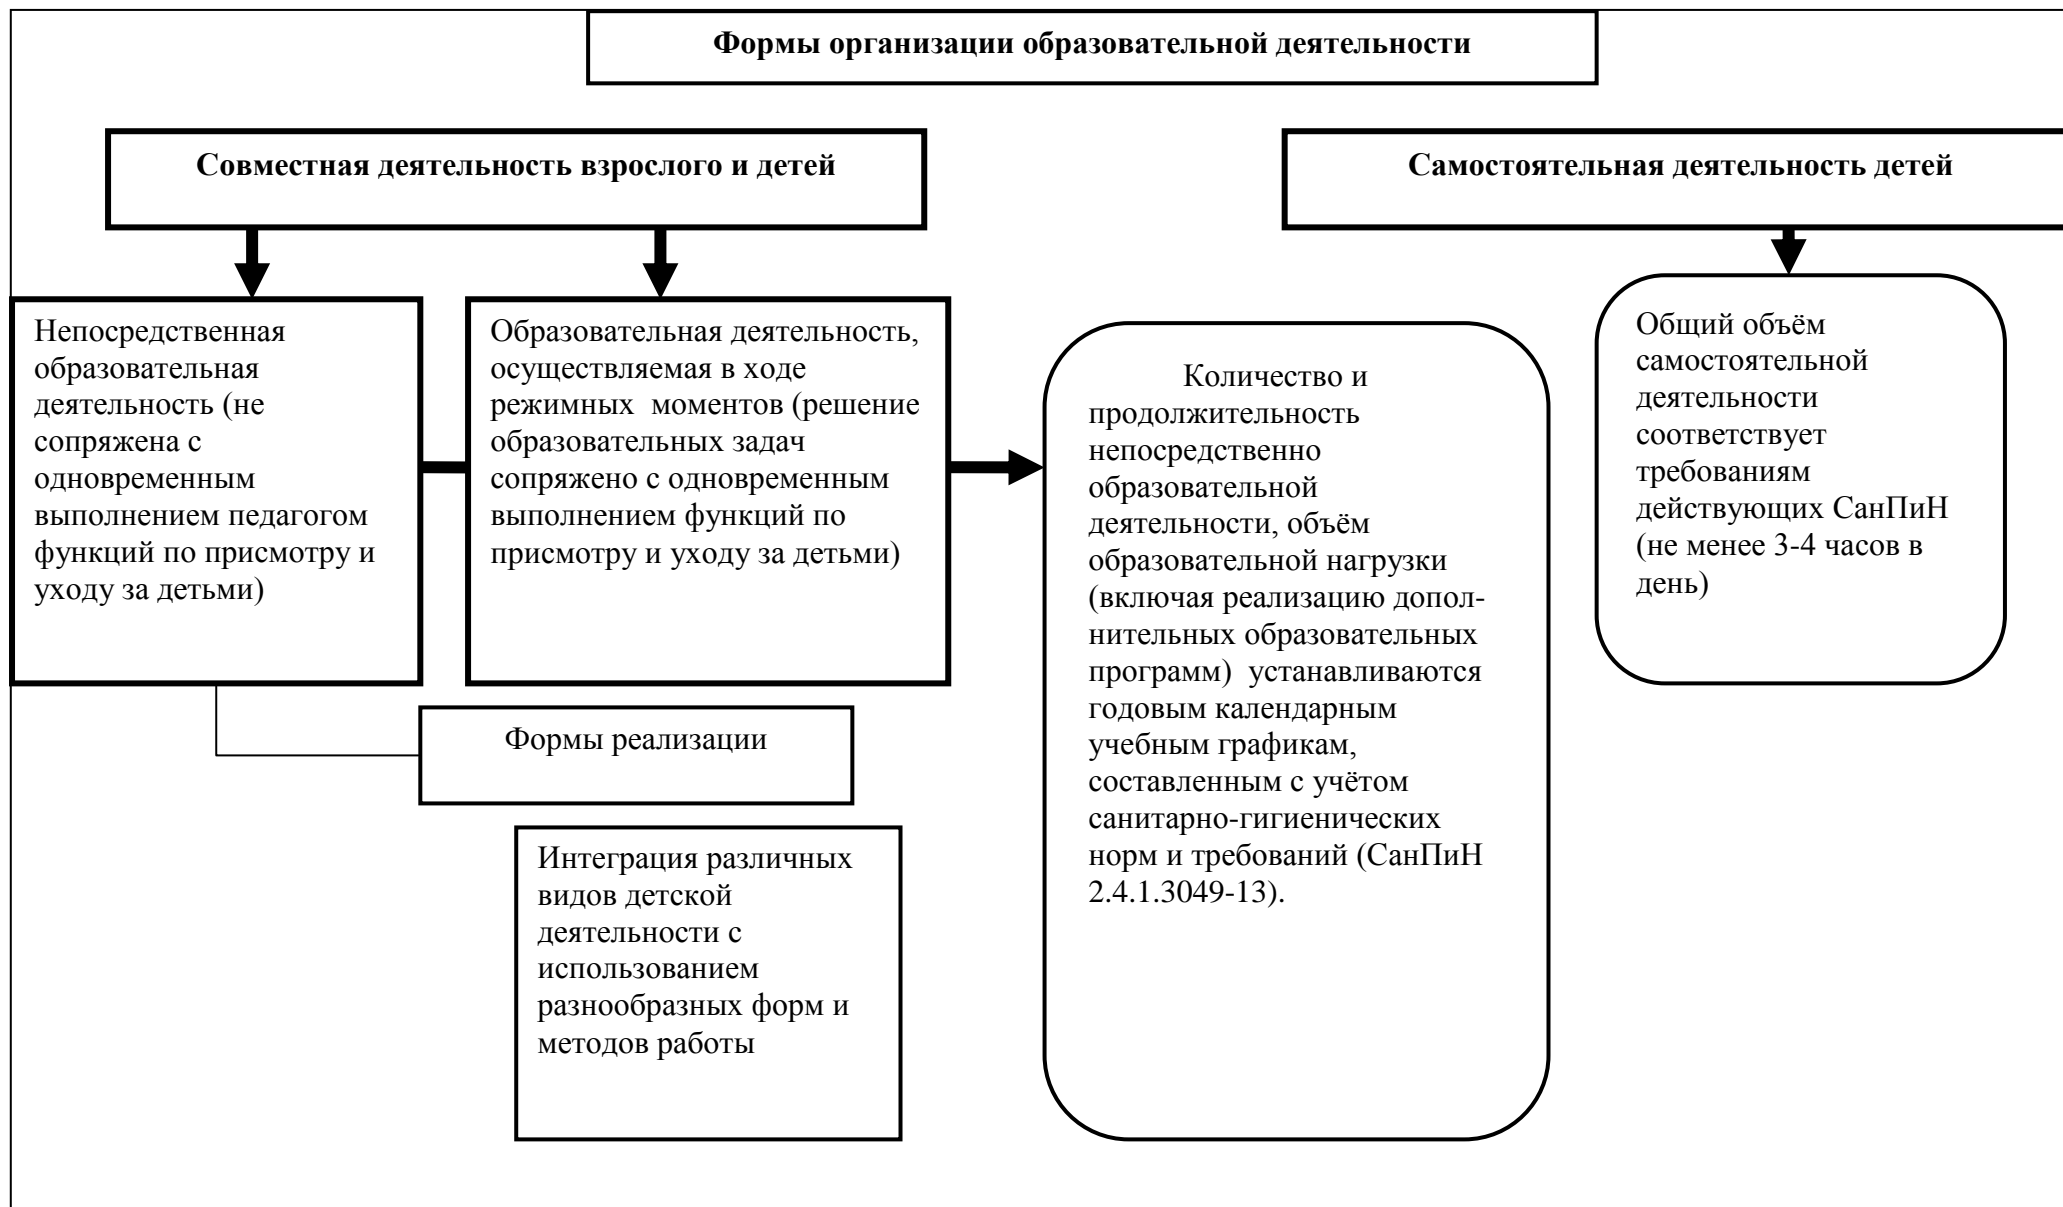 Формы организации образовательной деятельности
Совместная деятельность взрослого и детей
Самостоятельная деятельность детей
Непосредственная
образовательная
деятельность (не
сопряжена с
одновременным
выполнением педагогом
функций по присмотру и
уходу за детьми)
Образовательная деятельность,
осуществляемая в ходе
режимных моментов (решение
образовательных задач
сопряжено с одновременным
выполнением функций по
присмотру и уходу за детьми)
Количество и
продолжительность
непосредственно
образовательной
деятельности, объём
образовательной нагрузки
(включая реализацию допол-
нительных образовательных
программ) устанавливаются
годовым календарным
учебным графикам,
составленным с учётом
санитарно-гигиенических
норм и требований (СанПиН
2.4.1.3049-13).
Общий объём
самостоятельной
деятельности
соответствует
требованиям
действующих СанПиН
(не менее 3-4 часов в
день)
Формы реализации
Интеграция различных
видов детской
деятельности с
использованием
разнообразных форм и
методов работы